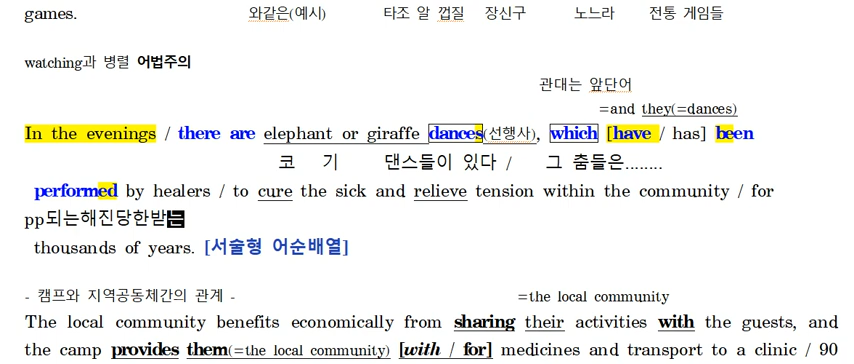 games. 와같은(예시) 타조 알 껍질 장신구 노느라 전통 게임들
watching과 병렬 어법주의
관대는 앞단어
=and they(=dances)
In the evenings / there are elephant or giraffe dances(선행사), which [have / has] been
코 기 댄스들이 있다 / 그 춤들은........
performed by healers / to cure the sick and relieve tension within the community / for
pp되는해진당한받는
thousands of years. [서술형 어순배열]
- 캠프와 지역공동체간의 관계 - =the local community
The local community benefits economically from sharing their activities with the guests, and
the camp provides them(=the local community) [with / for] medicines and transport to a clinic / 90